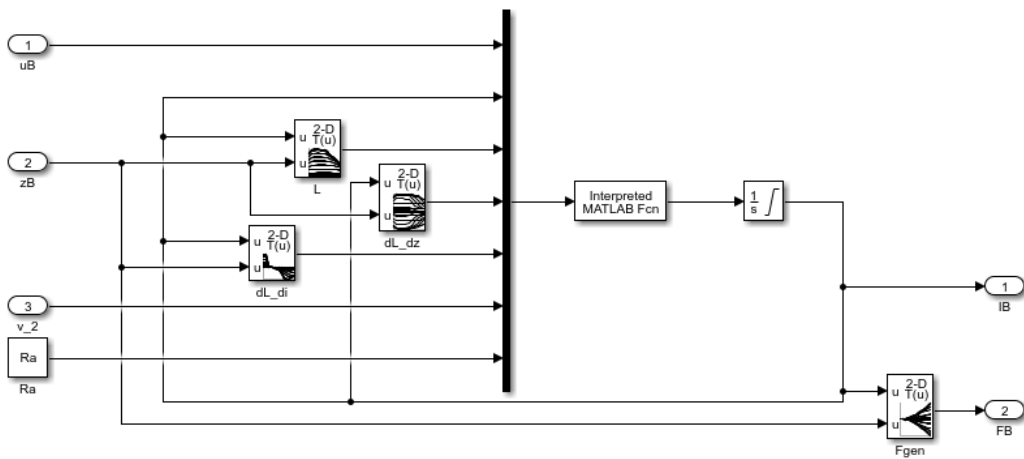 1
uB
2
zB
2-D
T(u)
u
u
L
2-D
T(u)
u
u
dL_dz
2-D
T(u)
u
u
dL_di
3
v_2
Ra
Ra
Interpreted
MATLAB Fcn
1
s
1
IB
2-D
T(u)
u
u
Fgen
2
FB